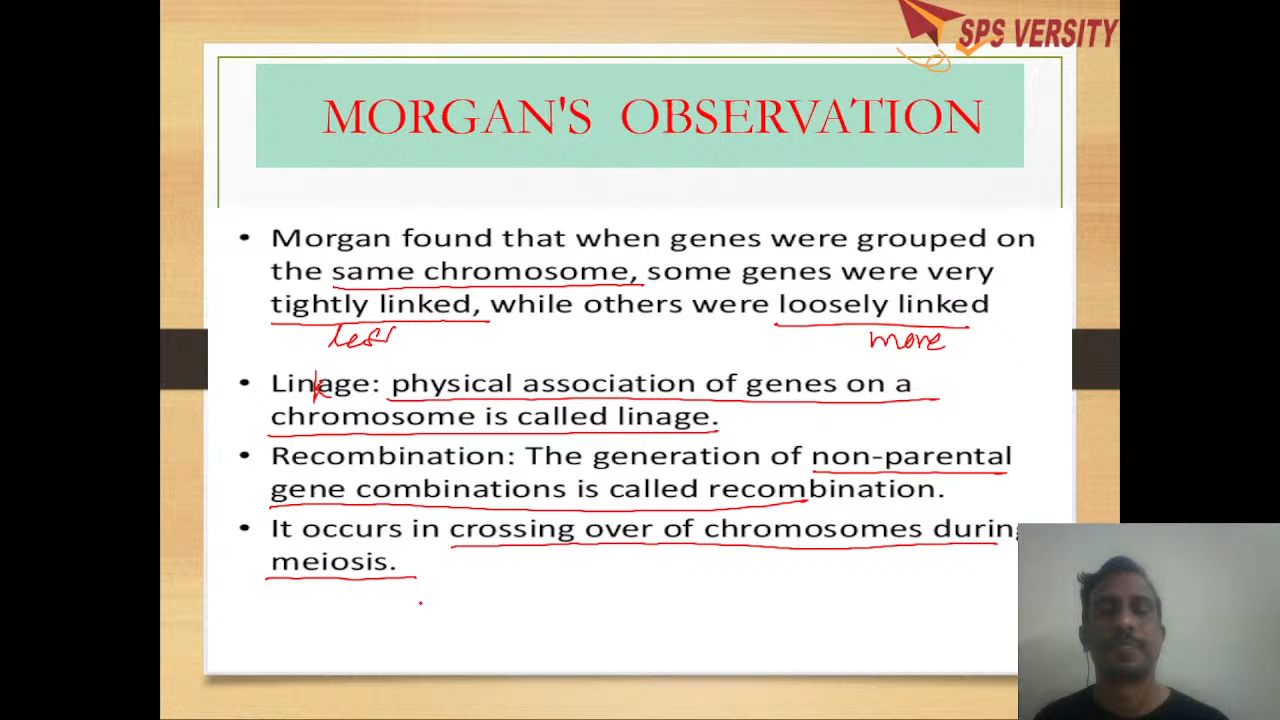 SPS VERSITY
MORGAN'S OBSERVATION
• Morgan found that when genes were grouped on
the same chromosome, some genes were very
tightly linked, while others were loosely linked
less more
• Linkage: physical association of genes on a
chromosome is called linage.
• Recombination: The generation of non-parental
gene combinations is called recombination.
• It occurs in crossing over of chromosomes during
meiosis.